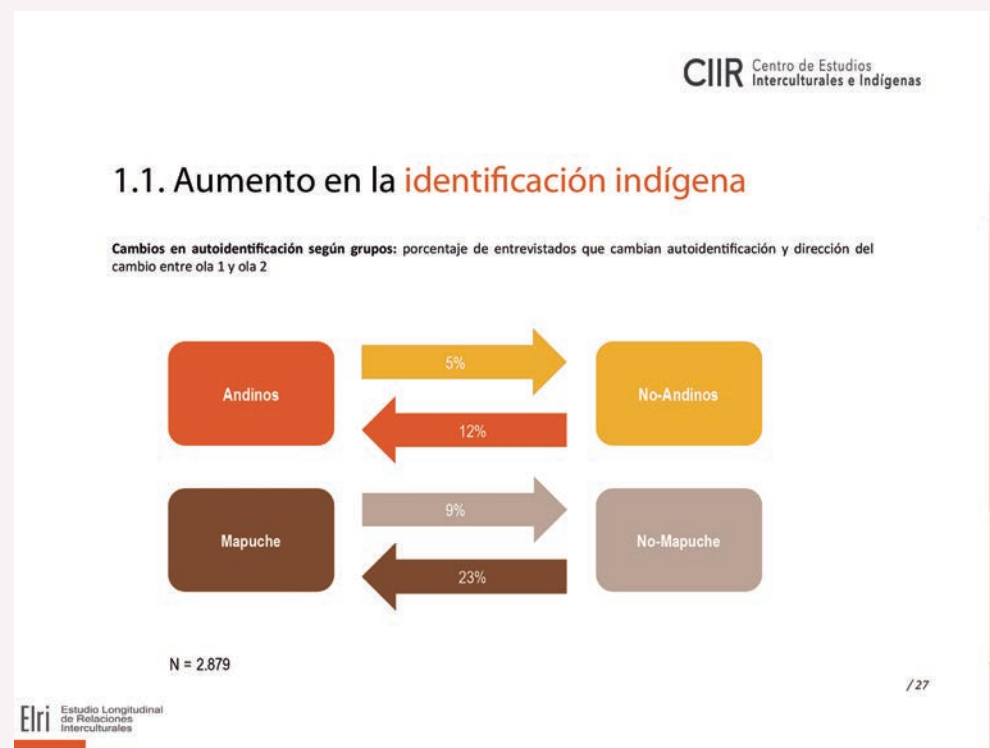 CIIR Centro de Estudios
Interculturales e Indígenas
1.1. Aumento en la identificación indígena
Cambios en autoidentificación según grupos: porcentaje de entrevistados que cambian autoidentificación y dirección del
cambio entre ola 1 y ola 2
Andinos
5%
12%
No-Andinos
Mapuche
9%
23%
No-Mapuche
N = 2.879
/ 27
Elri Estudio Longitudinal
de Relaciones
Interculturales